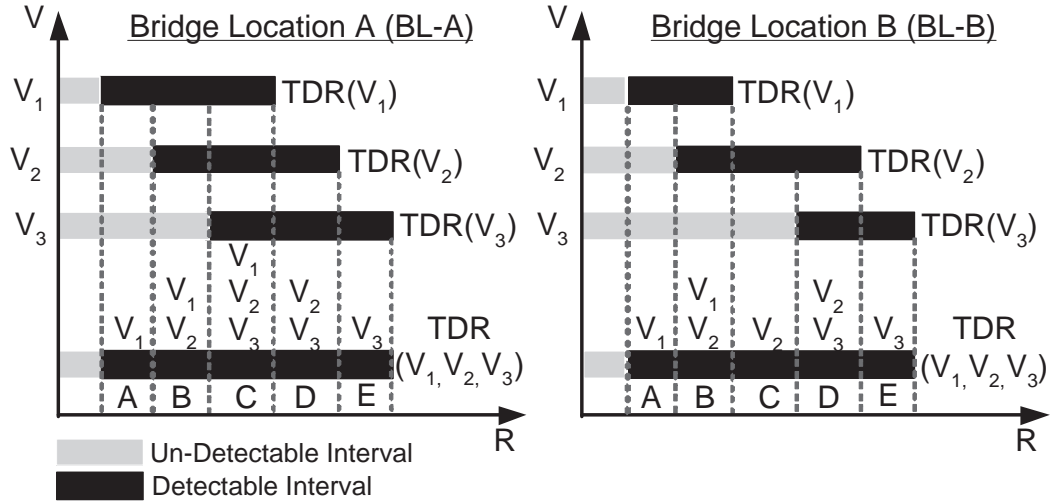 Bridge Location A (BL-A)
V
V1
TDR(V1)
V2
TDR(V2)
V3
TDR(V3)
V1
V1 V2 V2
V1 V2 V3 V3 V3
TDR
(V1, V2, V3)
A B C D E
R
Bridge Location B (BL-B)
V
V1
TDR(V1)
V2
TDR(V2)
V3
TDR(V3)
V1 V2
V1 V2 V2 V3 V3
TDR
(V1, V2, V3)
A B C D E
R
Un-Detectable Interval
Detectable Interval